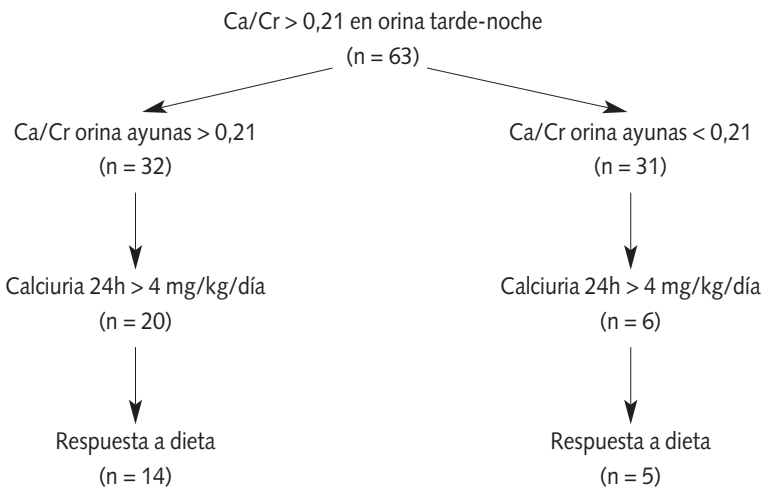 Ca/Cr > 0,21 en orina tarde-noche
(n = 63)
Ca/Cr orina ayunas > 0,21
(n = 32)
Ca/Cr orina ayunas < 0,21
(n = 31)
Calciuria 24h > 4 mg/kg/día
(n = 20)
Calciuria 24h > 4 mg/kg/día
(n = 6)
Respuesta a dieta
(n = 14)
Respuesta a dieta
(n = 5)